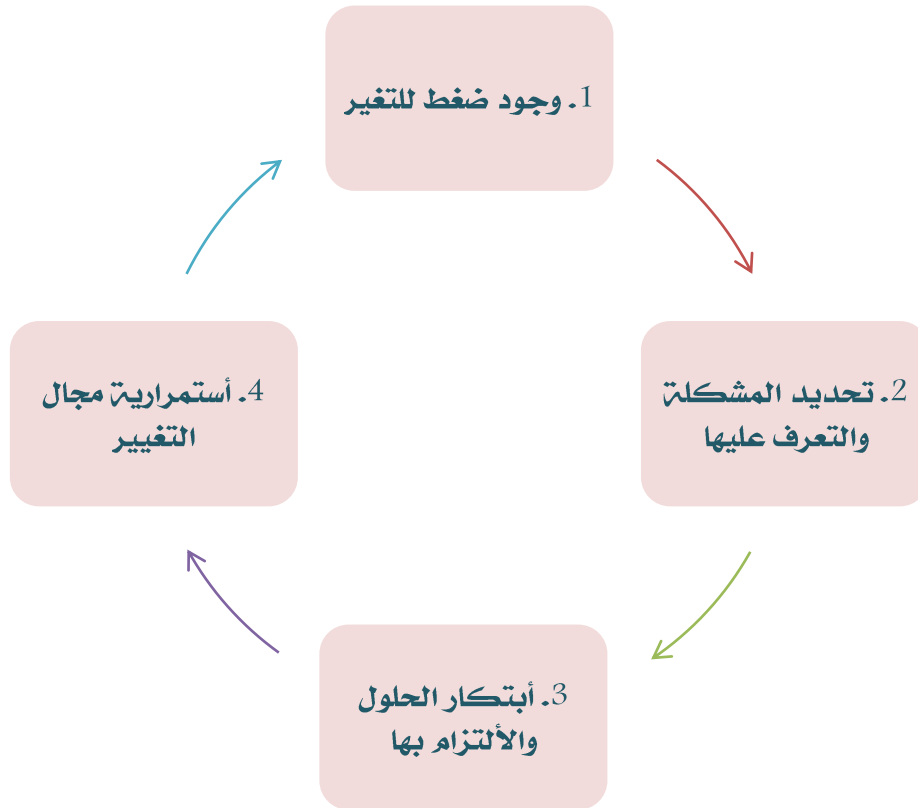 1. وجود ضغط للتغير
2. تحديد المشكلة
والتعرف عليها
3. أبتكار الحلول
والألتزام بها
4. أستمرارية مجال
التغيير